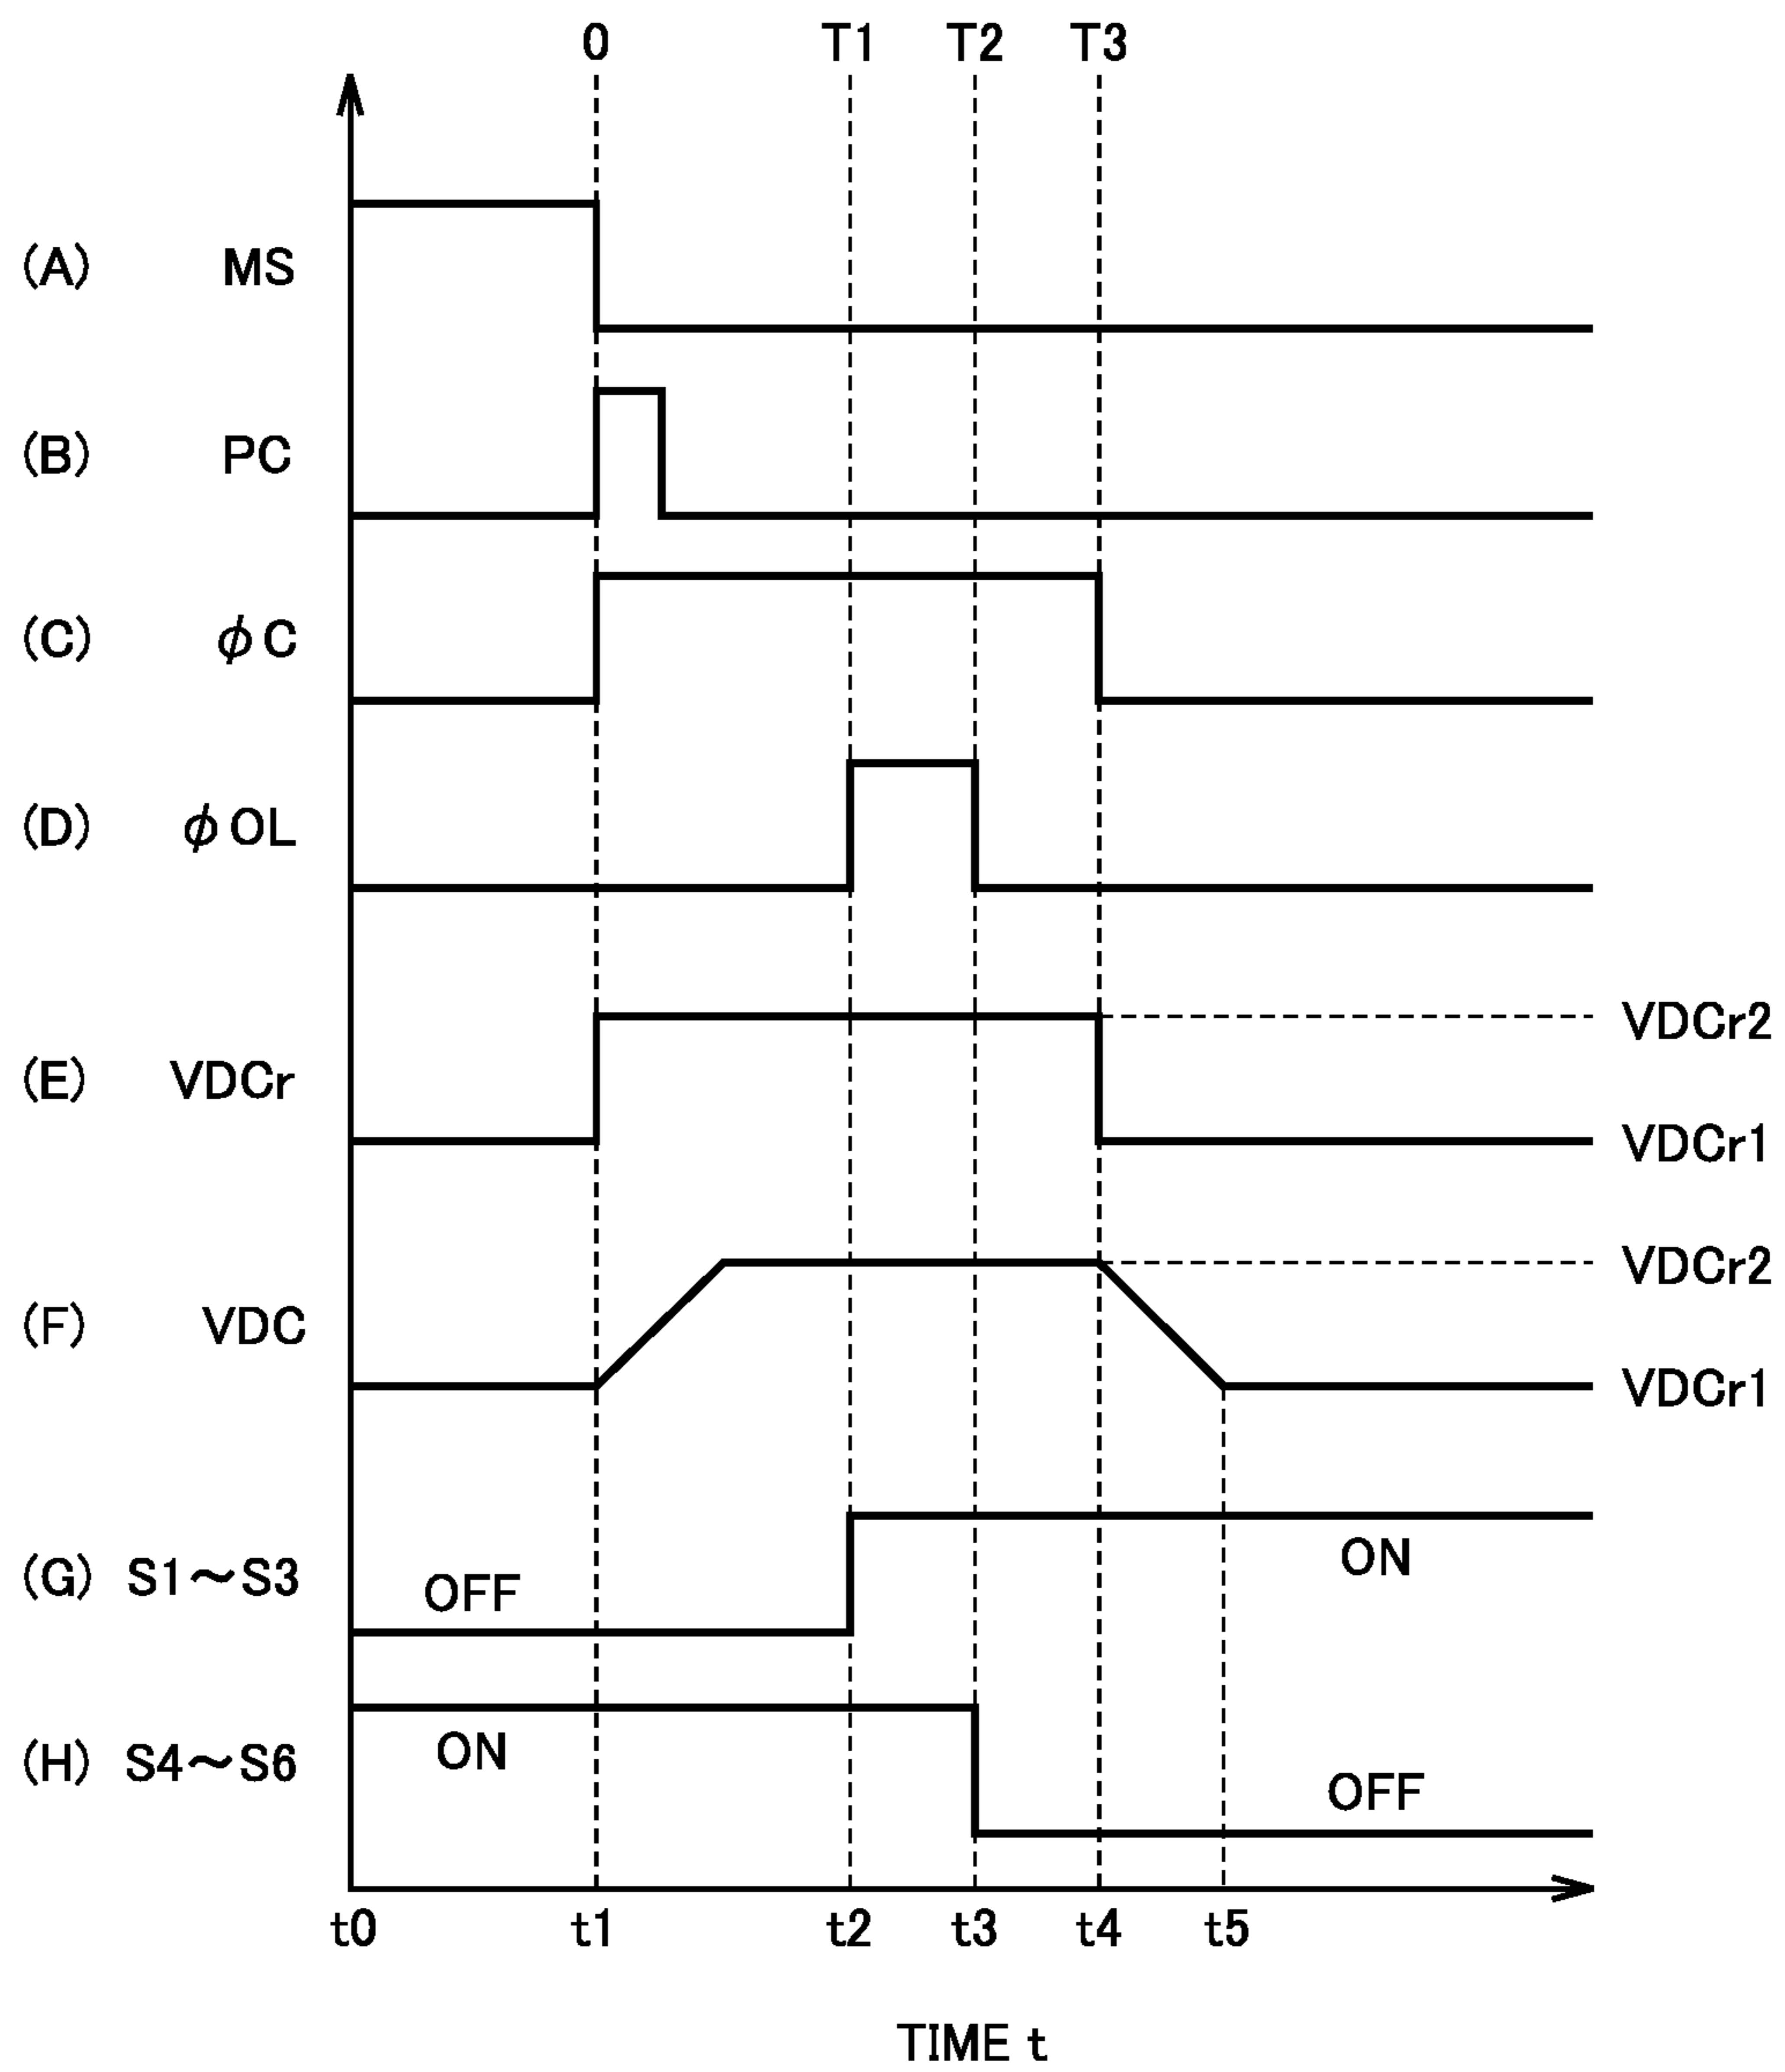 0 T1 T2 T3
(A) MS
(B) PC
(C) φC
(D) φOL
VDCr2
(E) VDCr
VDCr1
VDCr2
(F) VDC
VDCr1
ON
(G) S1～S3
OFF
ON
(H) S4～S6
OFF
t0 t1 t2 t3 t4 t5
TIME t